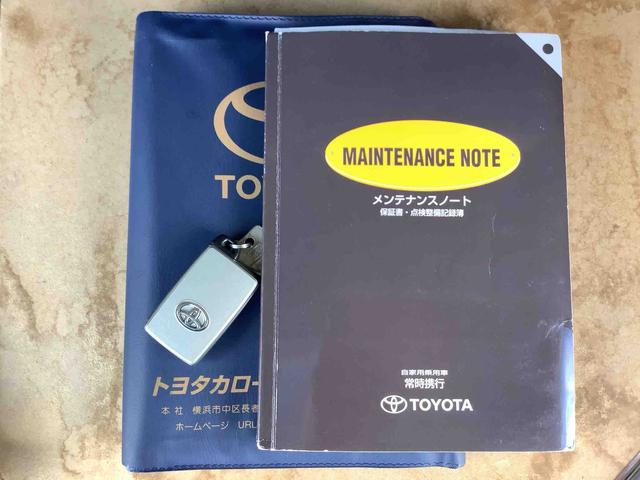 TOYO
トヨタカロー
本社 横浜市中区長者
ホームページ URL
MAINTENANCE NOTE
メンテナンスノート
保証書・点検整備記録簿
自家用乗用車
常時携行
TOYOTA